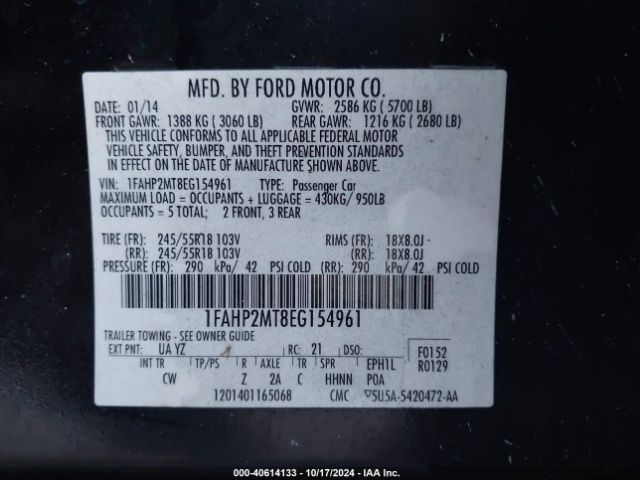 MFD. BY FORD MOTOR CO.
DATE: 01/14 GVWR: 2586 KG ( 5700 LB)
FRONT GAWR: 1388 KG ( 3060 LB) REAR GAWR: 1216 KG ( 2680 LB)
THIS VEHICLE CONFORMS TO ALL APPLICABLE FEDERAL MOTOR
VEHICLE SAFETY, BUMPER, AND THEFT PREVENTION STANDARDS
IN EFFECT ON THE DATE OF MANUFACTURE SHOWN ABOVE.
VIN: 1FAHP2MT8EG154961 TYPE: Passenger Car
MAXIMUM LOAD = OCCUPANTS + LUGGAGE = 430KG/ 950LB
OCCUPANTS = 5 TOTAL; 2 FRONT, 3 REAR
TIRE (FR): 245/55R18 103V RIMS (FR): 18X8.0J
(RR): 245/55R18 103V (RR): 18X8.0J
PRESSURE (FR): 290 kPa/ 42 PSI COLD (RR): 290 kPa/ 42 PSI COLD
1FAHP2MT8EG154961
TRAILER TOWING - SEE OWNER GUIDE
EXT PNT: UA YZ RC: 21 DSO: F0152
INT TR TP/PS R AXLE TR SPR EPH1L R0129
CW Z 2A C HHNN POA
1201401165068 CMC ▽5U5A-5420472-AA
000-40614133 - 10/17/2024 - IAA Inc.